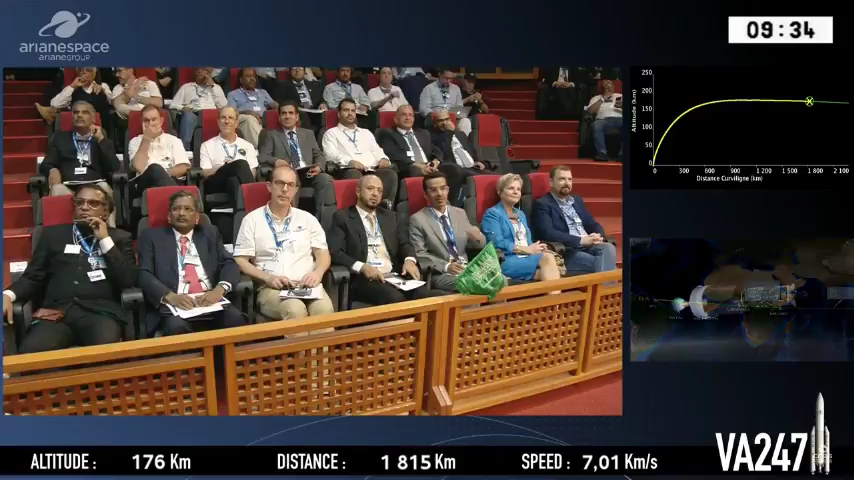 arianespace
arianegroup
09:34
Altitude (km)
250
200
150
100
50
0
0 300 600 900 1 200 1 500 1 800 2 100
Distance Curviligne (km)
ALTITUDE : 176 Km DISTANCE : 1 815 Km SPEED : 7,01 Km/s
VA247